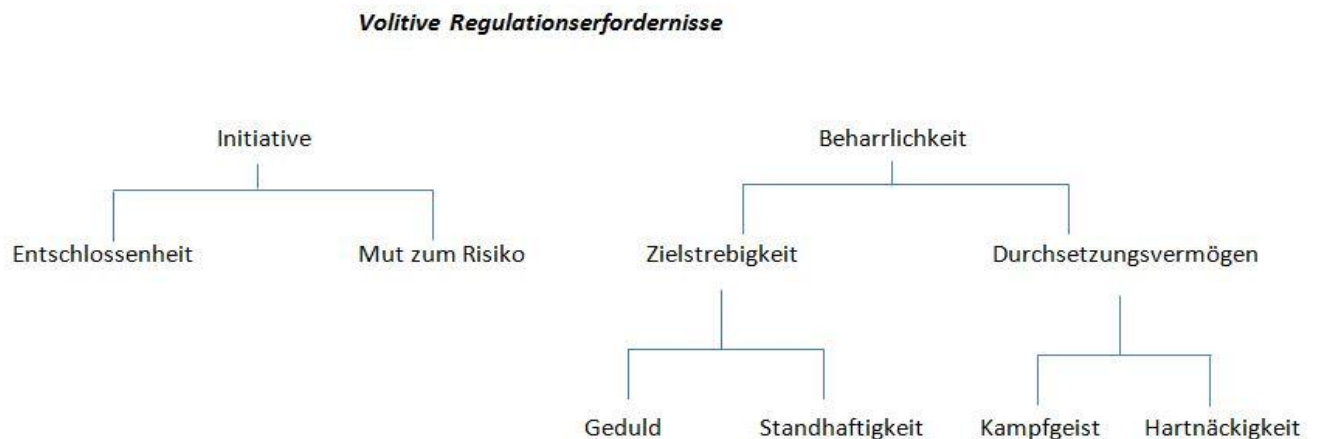 Volitive Regulationserfordernisse
Initiative Beharrlichkeit
Entschlossenheit Mut zum Risiko Zielstrebigkeit Durchsetzungsvermögen
Geduld Standhaftigkeit Kampfgeist Hartnäckigkeit